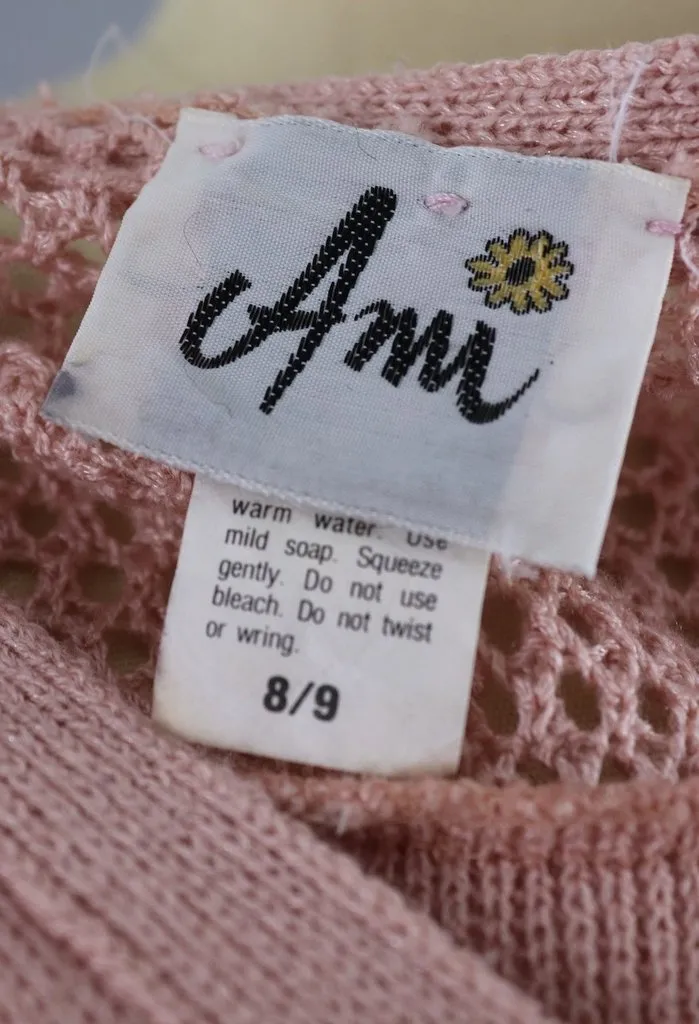 Ami
warm water. Use
mild soap. Squeeze
gently. Do not use
bleach. Do not twist
or wring.
8/9